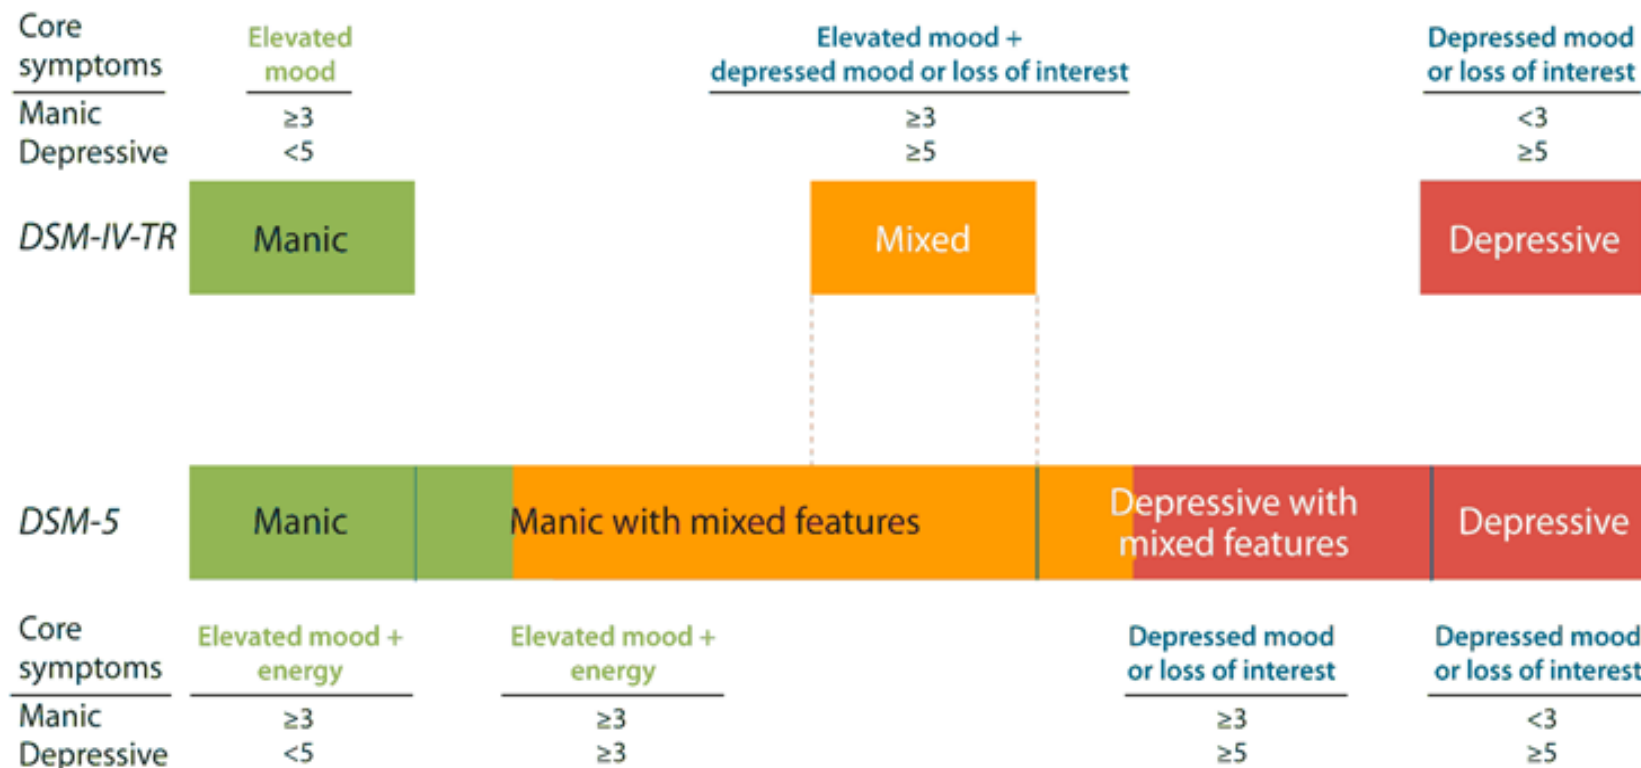 Core
symptoms
Elevated
mood
Elevated mood +
depressed mood or loss of interest
Depressed mood
or loss of interest
Manic ≥3 ≥3 <3
Depressive <5 ≥5 ≥5
DSM-IV-TR Manic Mixed Depressive
DSM-5 Manic Manic with mixed features Depressive with
mixed features Depressive
Core
symptoms
Elevated mood +
energy
Elevated mood +
energy
Depressed mood
or loss of interest
Depressed mood
or loss of interest
Manic ≥3 ≥3 ≥3 <3
Depressive <5 ≥3 ≥5 ≥5